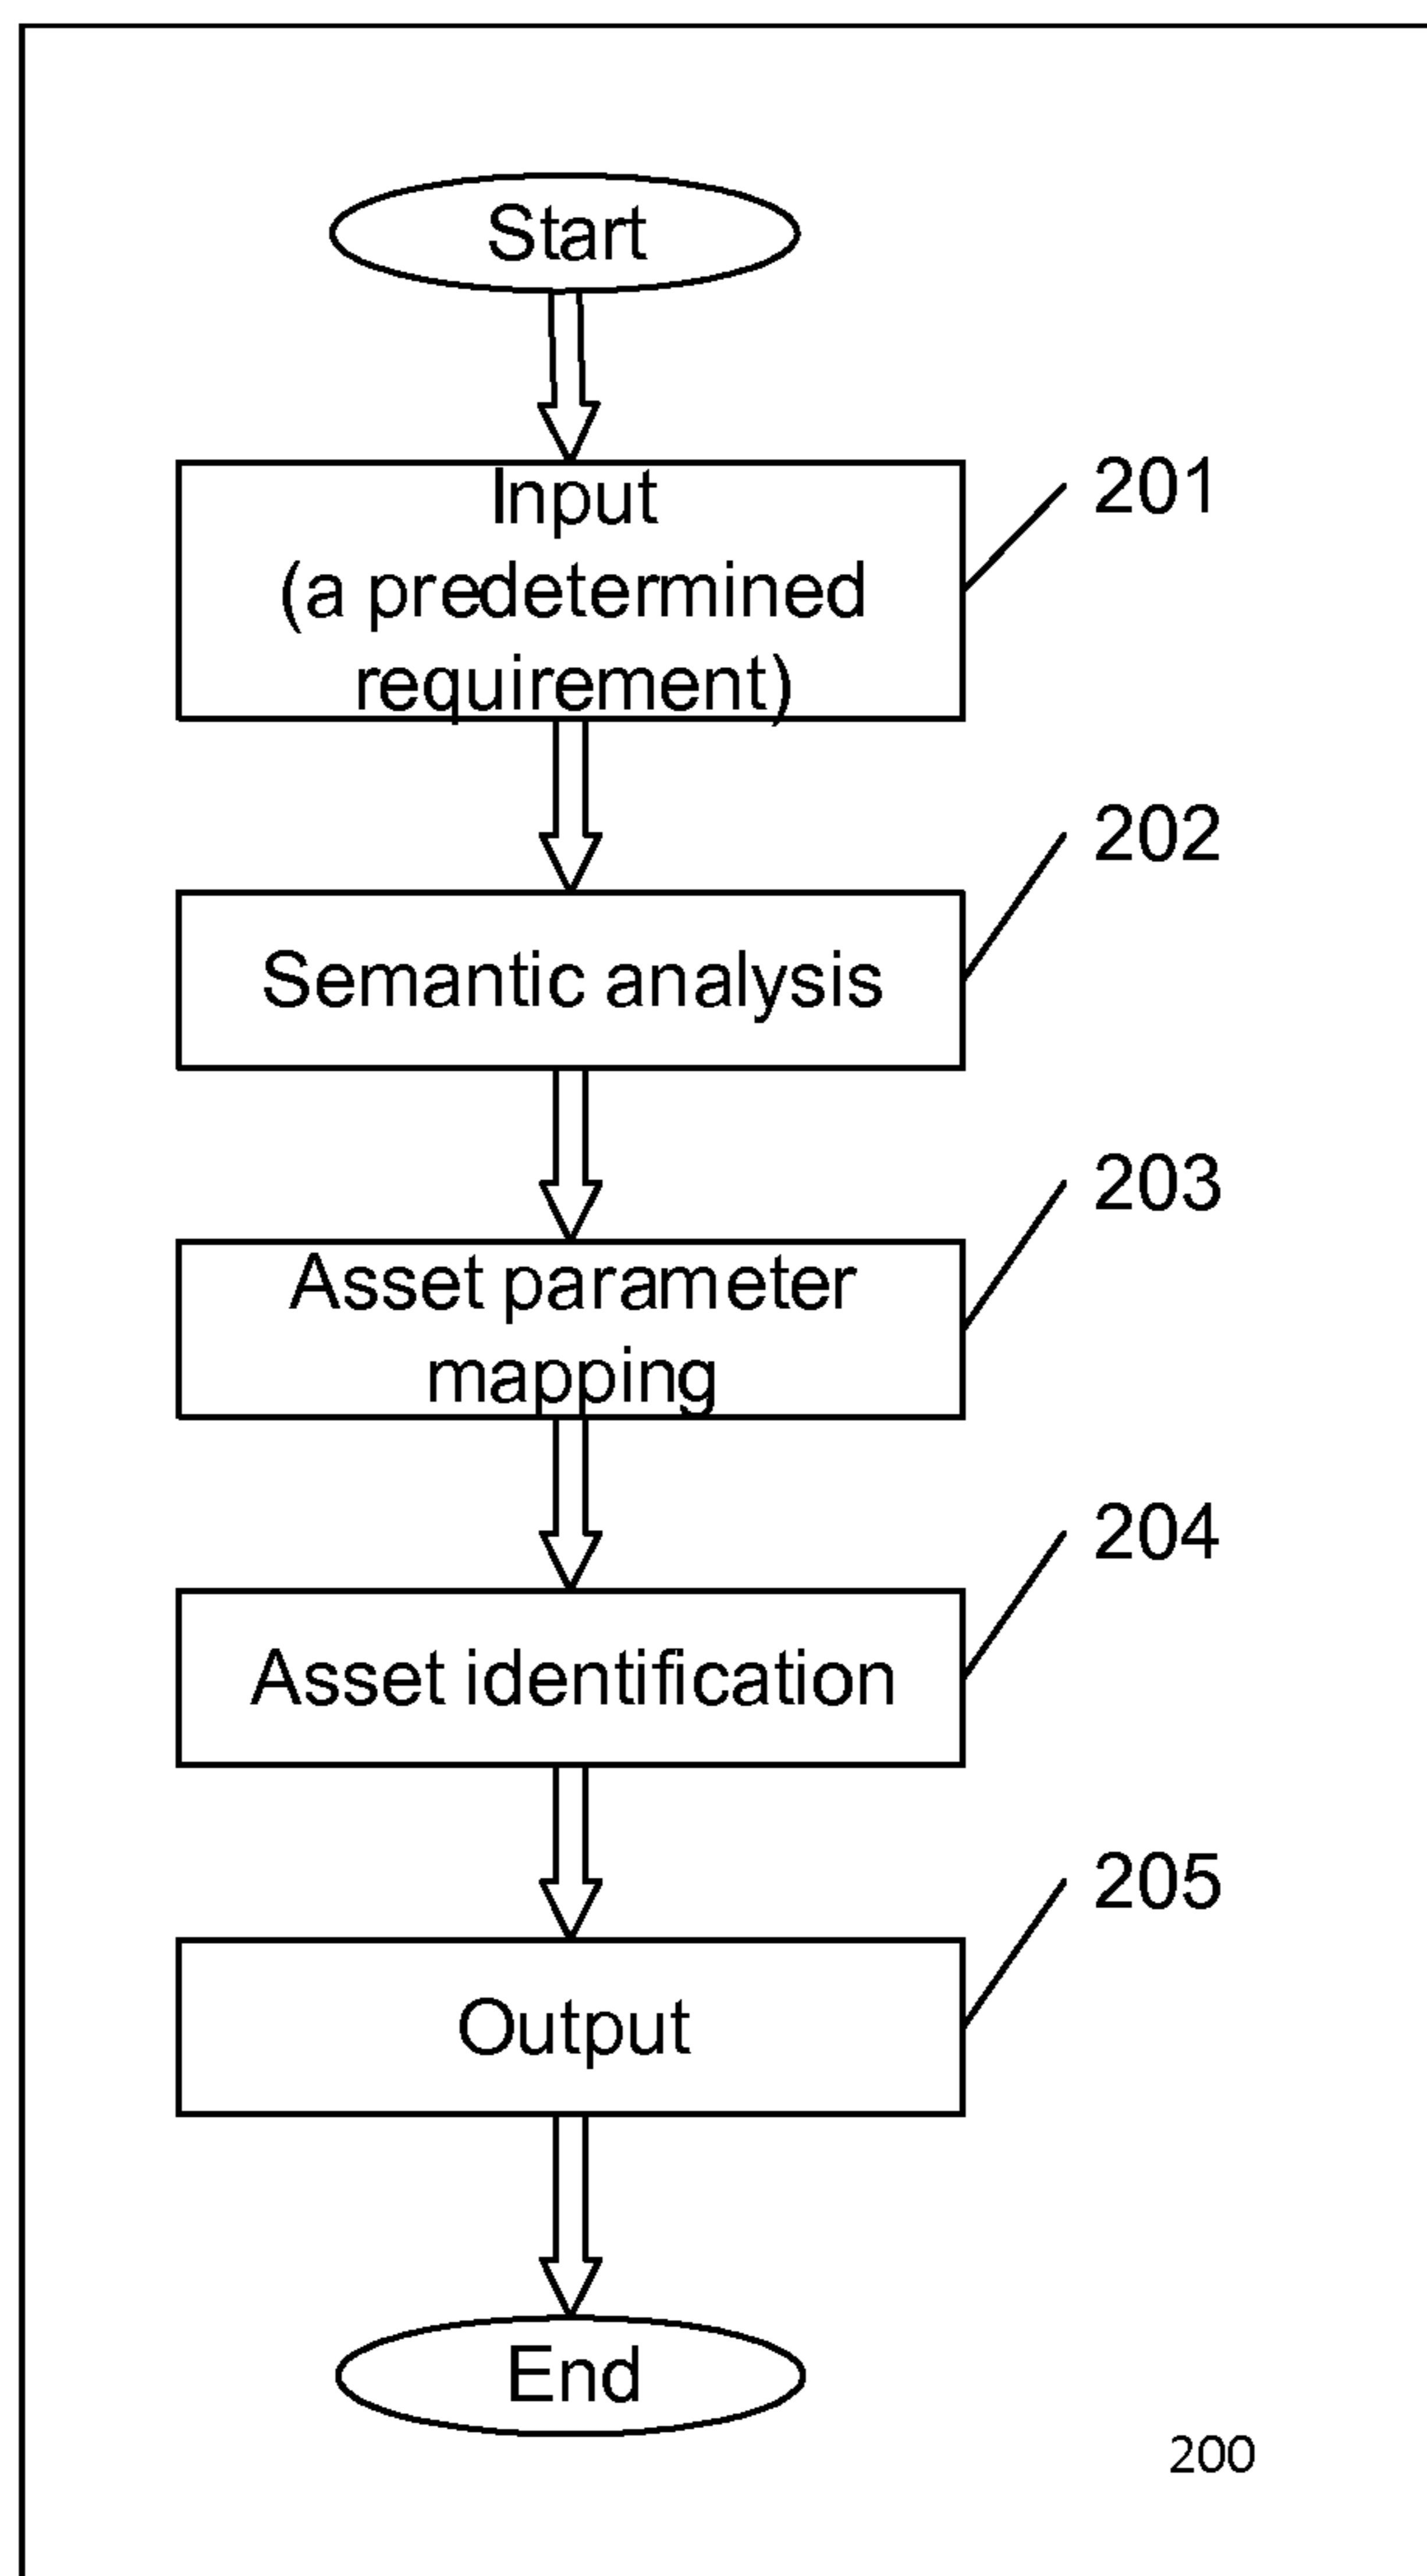 Start
Input
(a predetermined
requirement)
201
Semantic analysis
202
Asset parameter
mapping
203
Asset identification
204
Output
205
End
200